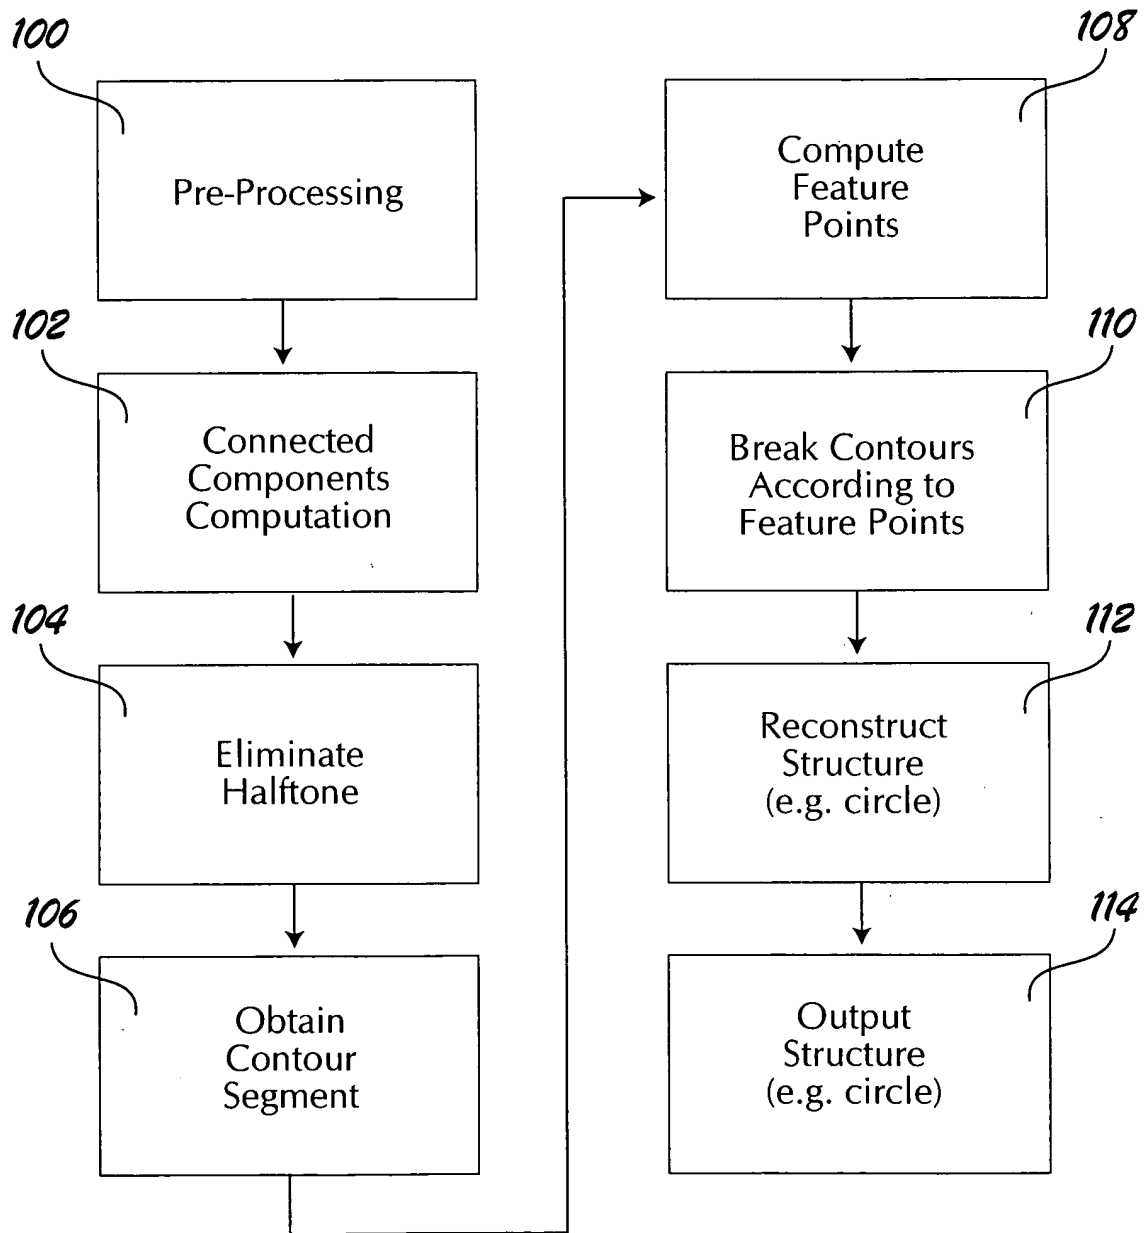 100
Pre-Processing
102
Connected
Components
Computation
104
Eliminate
Halftone
106
Obtain
Contour
Segment
108
Compute
Feature
Points
110
Break Contours
According to
Feature Points
112
Reconstruct
Structure
(e.g. circle)
114
Output
Structure
(e.g. circle)